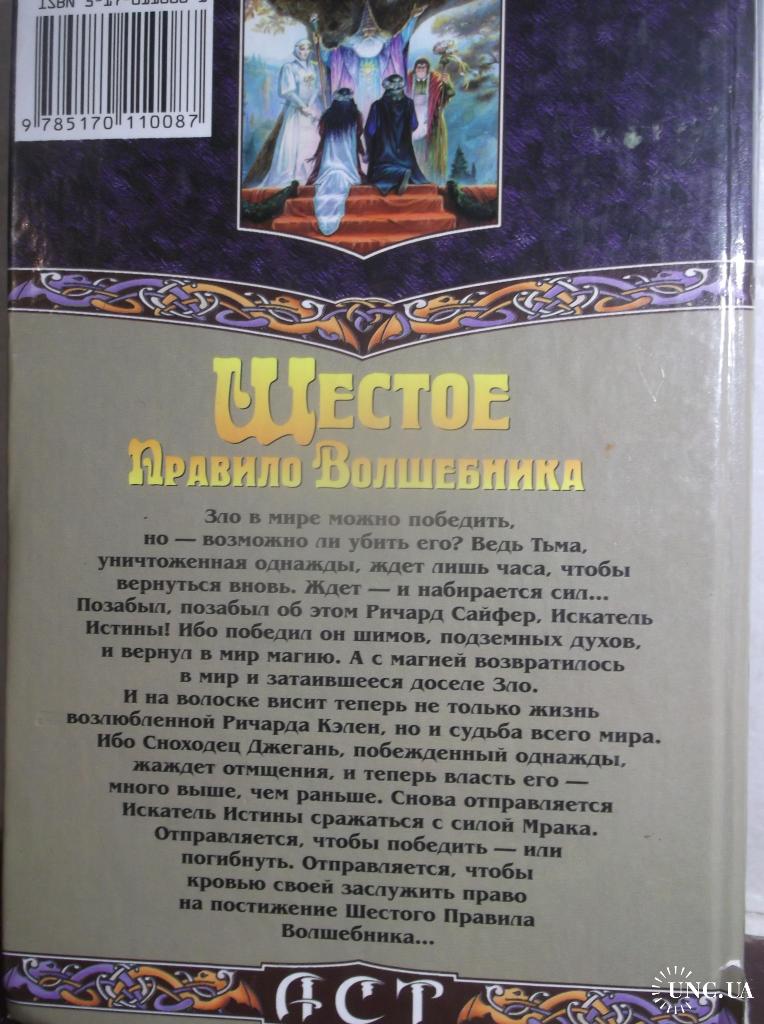 9 785170 110087
ШЕСТОЕ
ПРАВИЛО ВОЛШЕБНИКА
Зло в мире можно победить,
но — возможно ли убить его? Ведь Тьма,
уничтоженная однажды, ждет лишь часа, чтобы
вернуться вновь. Ждет — и набирается сил...
Позабыл, позабыл об этом Ричард Сайфер, Искатель
Истины! Ибо победил он шимов, подземных духов,
и вернул в мир магию. А с магией возвратилось
в мир и затаившееся доселе Зло.
И на волоске висит теперь не только жизнь
возлюбленной Ричарда Кэлен, но и судьба всего мира.
Ибо Сноходец Джегань, побежденный однажды,
жаждет отмщения, и теперь власть его —
много выше, чем раньше. Снова отправляется
Искатель Истины сражаться с силой Мрака.
Отправляется, чтобы победить — или
погибнуть. Отправляется, чтобы
кровью своей заслужить право
на постижение Шестого Правила
Волшебника...
АСТ
UNC.UA